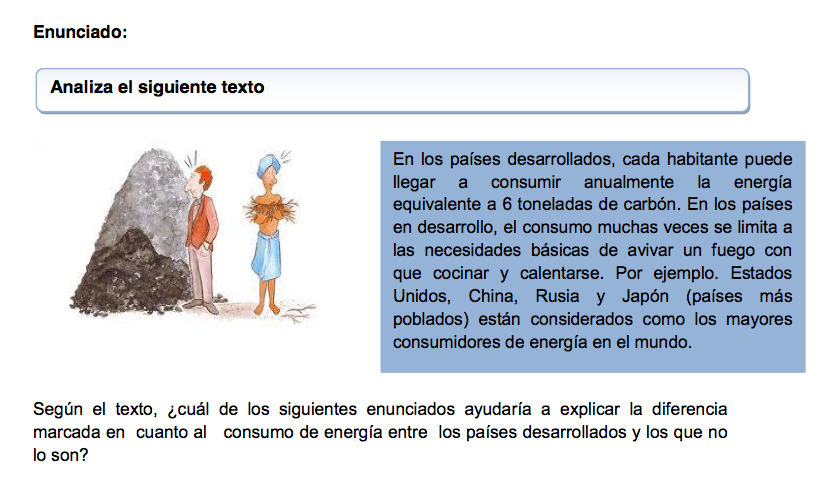 Enunciado:
Analiza el siguiente texto
En los países desarrollados, cada habitante puede
llegar a consumir anualmente la energía
equivalente a 6 toneladas de carbón. En los países
en desarrollo, el consumo muchas veces se limita a
las necesidades básicas de avivar un fuego con
que cocinar y calentarse. Por ejemplo. Estados
Unidos, China, Rusia y Japón (países más
poblados) están considerados como los mayores
consumidores de energía en el mundo.
Según el texto, ¿cuál de los siguientes enunciados ayudaría a explicar la diferencia
marcada en cuanto al consumo de energía entre los países desarrollados y los que no
lo son?